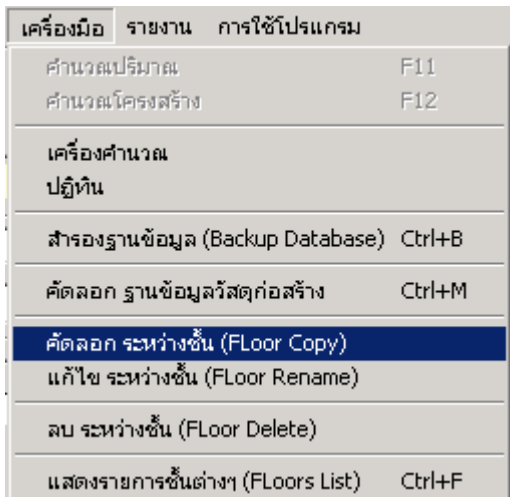 เครื่องมือ รายงาน การใช้โปรแกรม
คำนวณปริมาณ F11
คำนวณโครงสร้าง F12
เครื่องคำนวณ
ปฏิทิน
สำรองฐานข้อมูล (Backup Database) Ctrl+B
คัดลอก ฐานข้อมูลวัสดุก่อสร้าง Ctrl+M
คัดลอก ระหว่างชั้น (FLoor Copy)
แก้ไข ระหว่างชั้น (FLoor Rename)
ลบ ระหว่างชั้น (FLoor Delete)
แสดงรายการชั้นต่างๆ (FLoors List) Ctrl+F